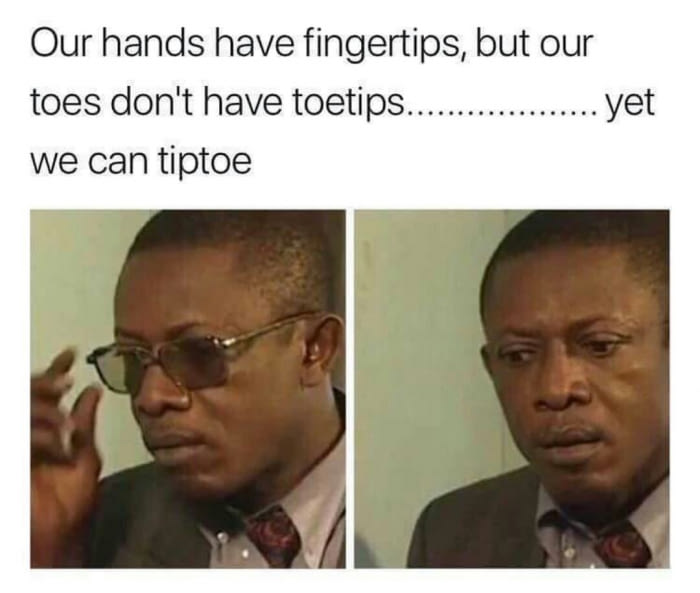 Our hands have fingertips, but our
toes don't have toetips................... yet
we can tiptoe